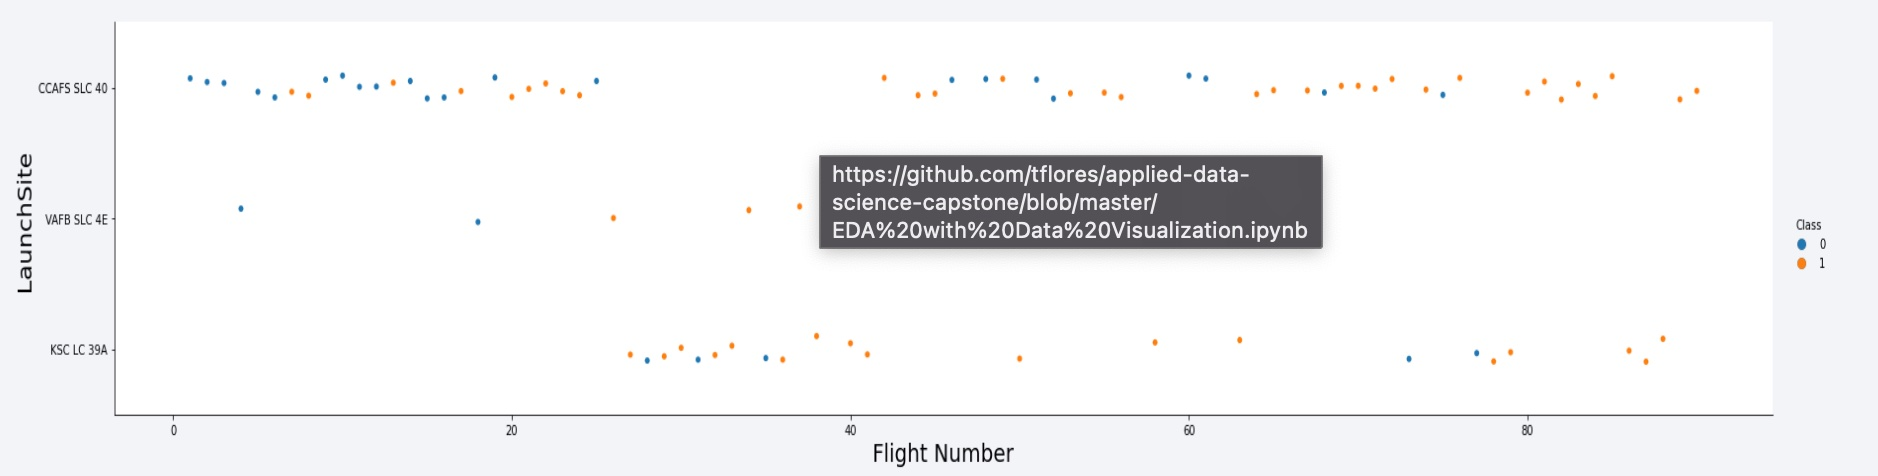 CCAFS SLC 40
https://github.com/tflores/applied-data-
science-capstone/blob/master/
EDA%20with%20Data%20Visualization.ipynb
LaunchSite
VAFB SLC 4E
Class
0
1
KSC LC 39A
0
20
40
60
80
Flight Number